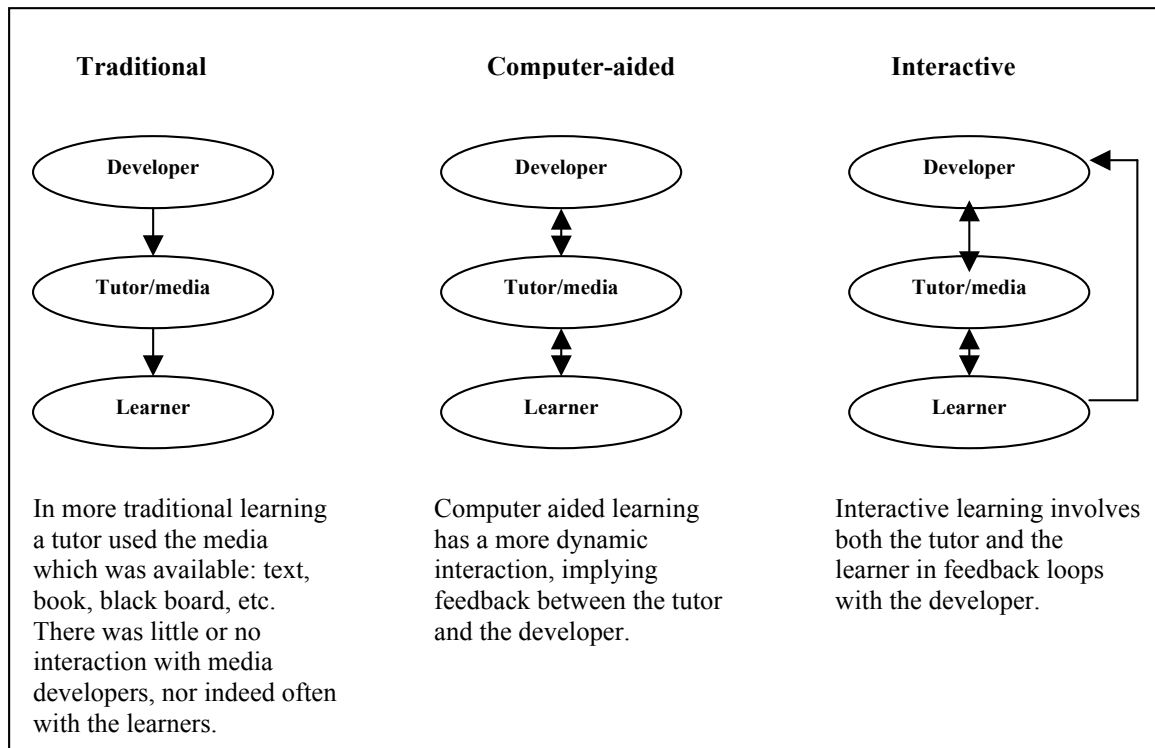 Traditional
Developer
Tutor/media
Learner
In more traditional learning
a tutor used the media
which was available: text,
book, black board, etc.
There was little or no
interaction with media
developers, nor indeed often
with the learners.
Computer-aided
Developer
Tutor/media
Learner
Computer aided learning
has a more dynamic
interaction, implying
feedback between the tutor
and the developer.
Interactive
Developer
Tutor/media
Learner
Interactive learning involves
both the tutor and the
learner in feedback loops
with the developer.